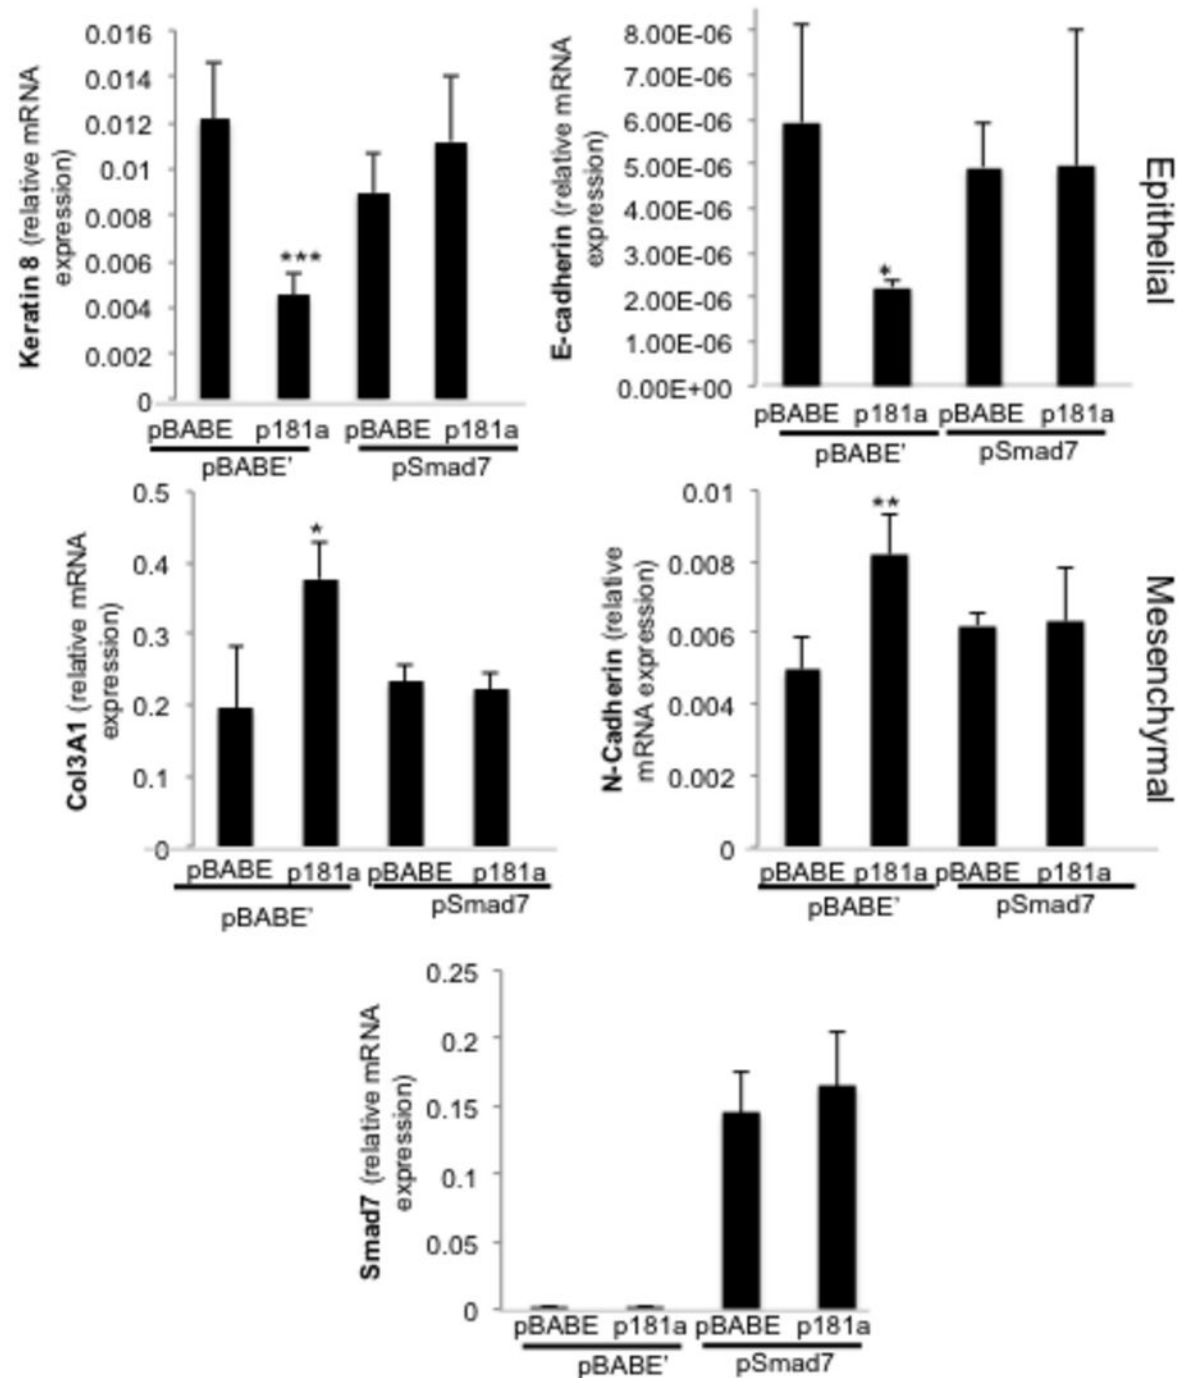 Keratin 8 (relative mRNA
expression)
0.016
0.014
0.012
0.01
0.008
0.006
0.004
0.002
0
***
pBABE p181a pBABE p181a
pBABE' pSmad7
E-cadherin (relative mRNA
expression)
8.00E-06
7.00E-06
6.00E-06
5.00E-06
4.00E-06
3.00E-06
2.00E-06
1.00E-06
0.00E+00
*
pBABE p181a pBABE p181a
pBABE' pSmad7
Epithelial
Col3A1 (relative mRNA
expression)
0.5
0.4
0.3
0.2
0.1
0
*
pBABE p181a pBABE p181a
pBABE' pSmad7
N-Cadherin (relative
mRNA expression)
0.01
0.008
0.006
0.004
0.002
0
**
pBABE p181a pBABE p181a
pBABE' pSmad7
Mesenchymal
Smad7 (relative mRNA
expression)
0.25
0.2
0.15
0.1
0.05
0
pBABE p181a pBABE p181a
pBABE' pSmad7